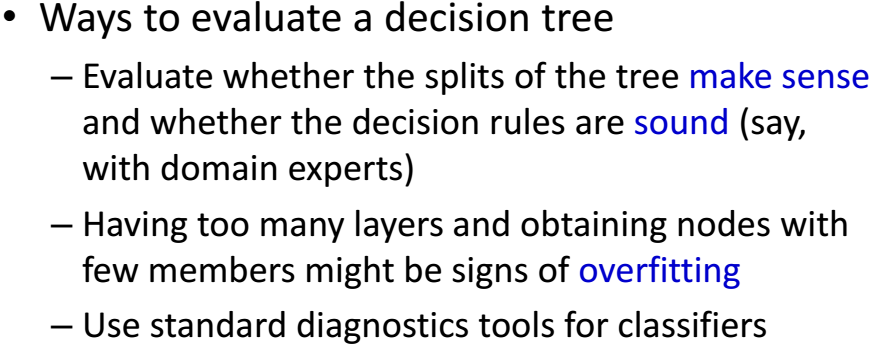 • Ways to evaluate a decision tree
– Evaluate whether the splits of the tree make sense
and whether the decision rules are sound (say,
with domain experts)
– Having too many layers and obtaining nodes with
few members might be signs of overfitting
– Use standard diagnostics tools for classifiers